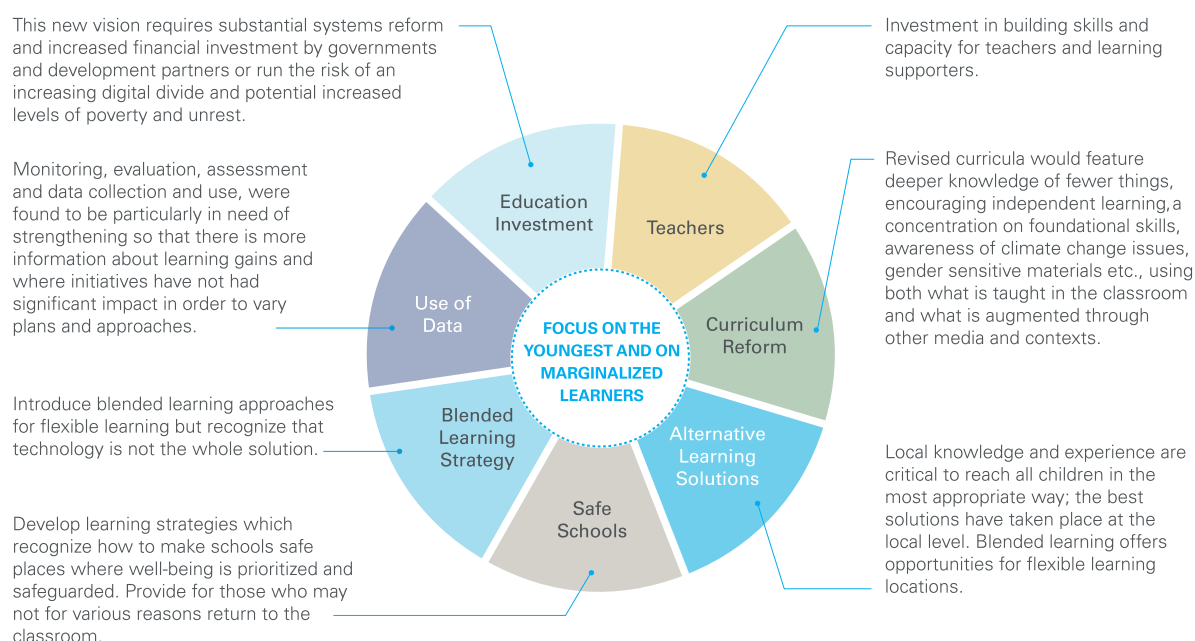 This new vision requires substantial systems reform
and increased financial investment by governments
and development partners or run the risk of an
increasing digital divide and potential increased
levels of poverty and unrest.
Monitoring, evaluation, assessment
and data collection and use, were
found to be particularly in need of
strengthening so that there is more
information about learning gains and
where initiatives have not had
significant impact in order to vary
plans and approaches.
Introduce blended learning approaches
for flexible learning but recognize that
technology is not the whole solution.
Develop learning strategies which
recognize how to make schools safe
places where well-being is prioritized and
safeguarded. Provide for those who may
not for various reasons return to the
classroom.
Education
Investment
Teachers
Use of
Data
Curriculum
Reform
FOCUS ON THE
YOUNGEST AND ON
MARGINALIZED
LEARNERS
Blended
Learning
Strategy
Alternative
Learning
Solutions
Safe
Schools
Investment in building skills and
capacity for teachers and learning
supporters.
Revised curricula would feature
deeper knowledge of fewer things,
encouraging independent learning, a
concentration on foundational skills,
awareness of climate change issues,
gender sensitive materials etc., using
both what is taught in the classroom
and what is augmented through
other media and contexts.
Local knowledge and experience are
critical to reach all children in the
most appropriate way; the best
solutions have taken place at the
local level. Blended learning offers
opportunities for flexible learning
locations.